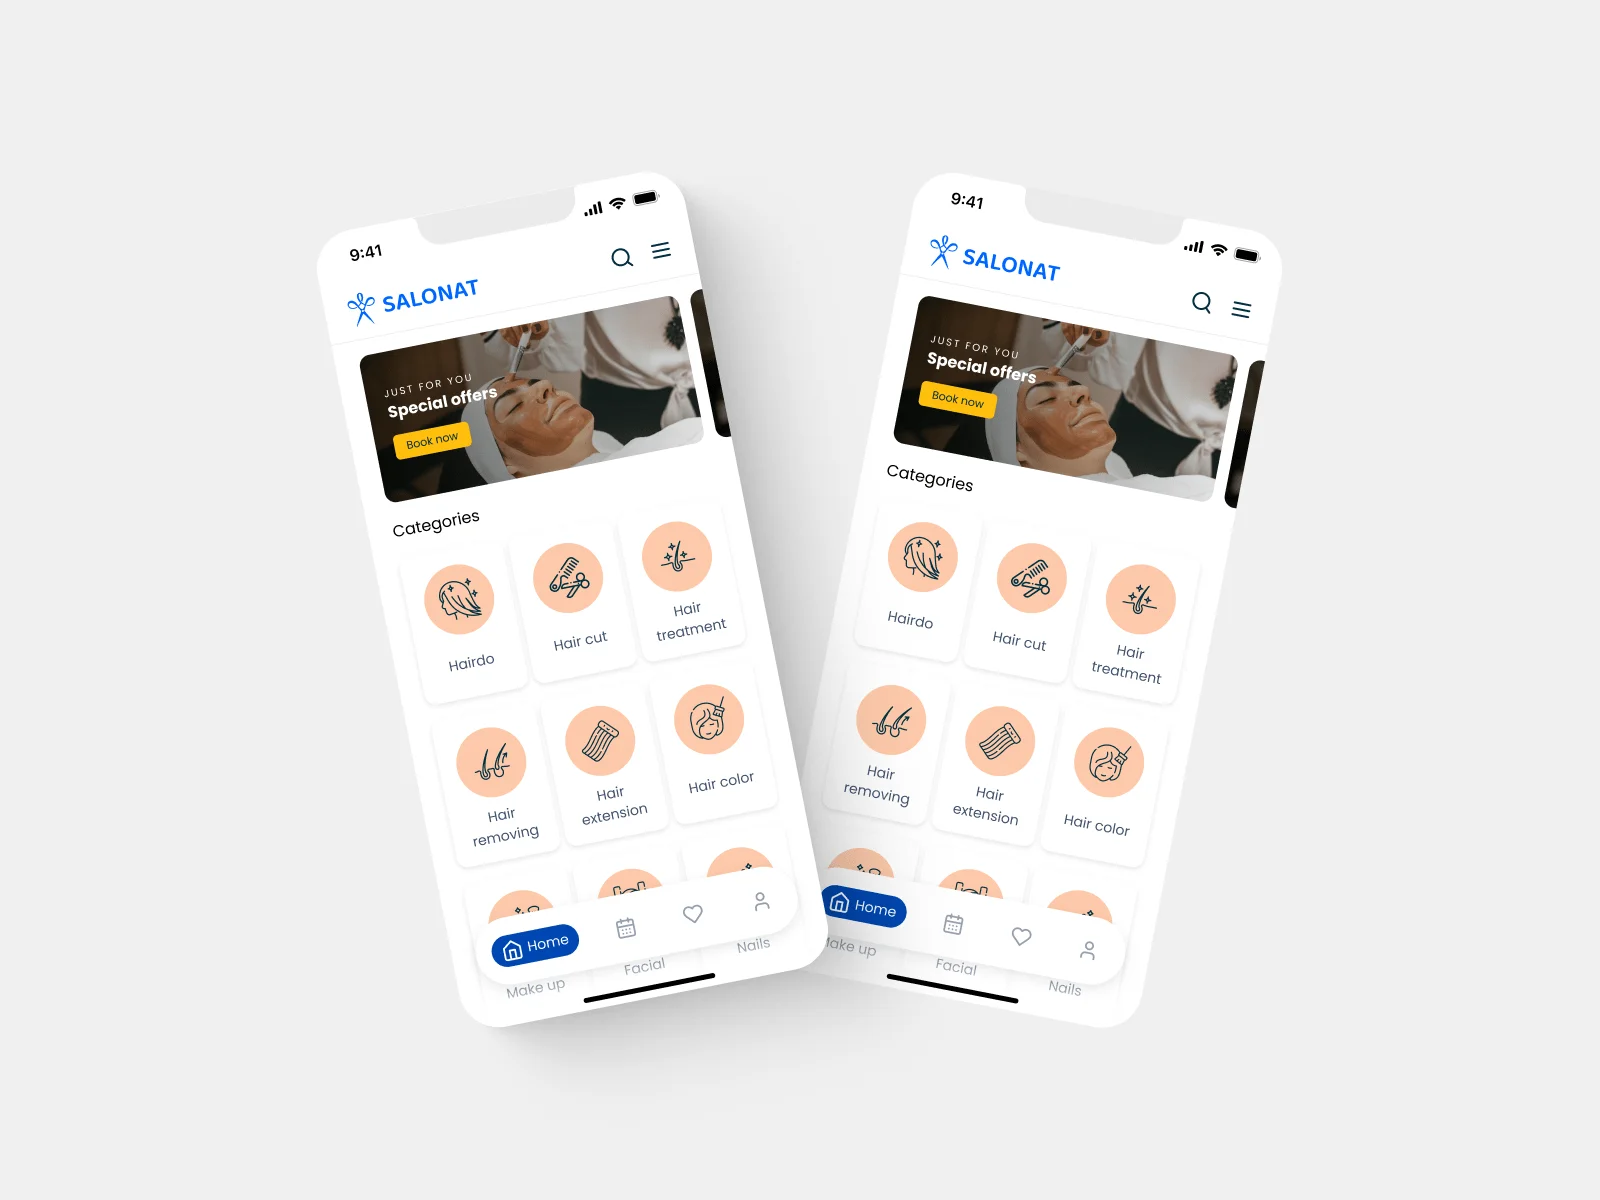 9:41
SALONAT
JUST FOR YOU
Special offers
Book now
Categories
Hairdo
Hair cut
Hair
treatment
Hair
removing
Hair
extension
Hair color
Home
Make up
Facial
Nails
9:41
SALONAT
JUST FOR YOU
Special offers
Book now
Categories
Hairdo
Hair cut
Hair
treatment
Hair
removing
Hair
extension
Hair color
Home
Make up
Facial
Nails